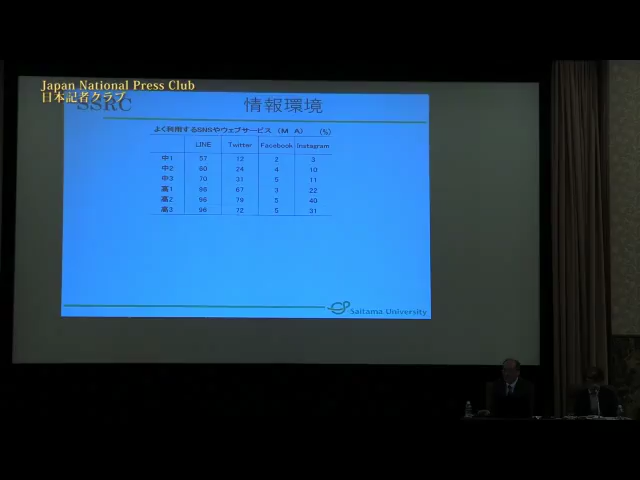 Japan National Press Club
日本記者クラブ
SSRC
情報環境
よく利用するSNSやウェブサービス （M A） (%)
LINE Twitter Facebook Instagram
中1 57 12 2 3
中2 60 24 4 10
中3 70 31 5 11
高1 96 67 3 22
高2 96 79 5 40
高3 96 72 5 31
Saitama University